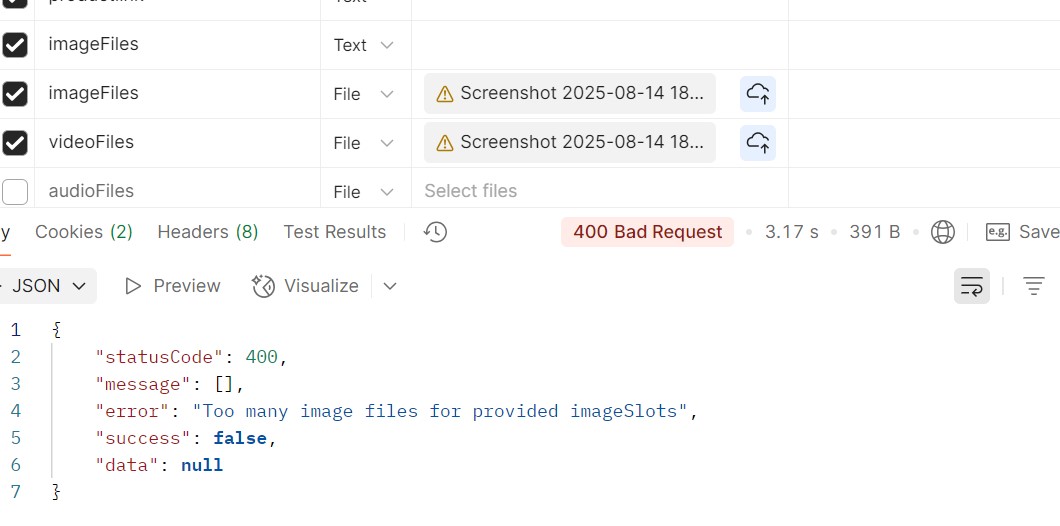 imageFiles Text
imageFiles File Screenshot 2025-08-14 18...
videoFiles File Screenshot 2025-08-14 18...
audioFiles File Select files
y Cookies (2) Headers (8) Test Results 400 Bad Request • 3.17 s • 391 B • e.g. Save
JSON Preview Visualize
1 {
2 "statusCode": 400,
3 "message": [],
4 "error": "Too many image files for provided imageSlots",
5 "success": false,
6 "data": null
7 }